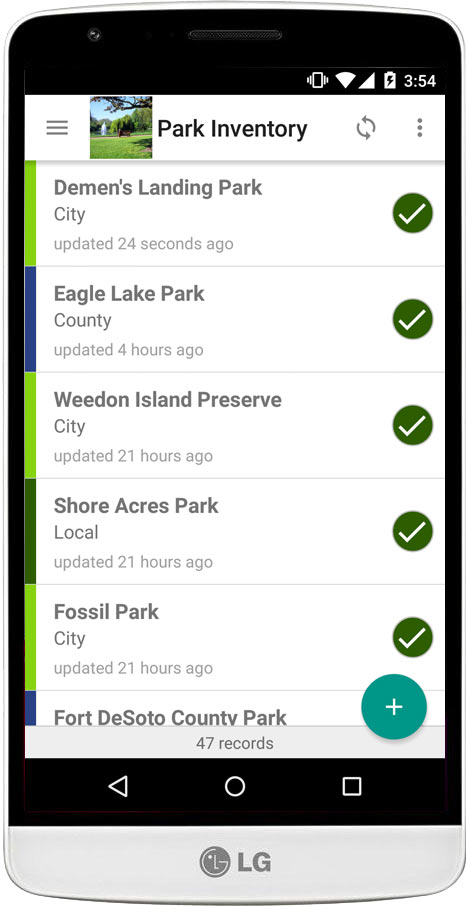 3:54
Park Inventory
Demen's Landing Park
City
updated 24 seconds ago
Eagle Lake Park
County
updated 4 hours ago
Weedon Island Preserve
City
updated 21 hours ago
Shore Acres Park
Local
updated 21 hours ago
Fossil Park
City
updated 21 hours ago
Fort DeSoto County Park
47 records
LG